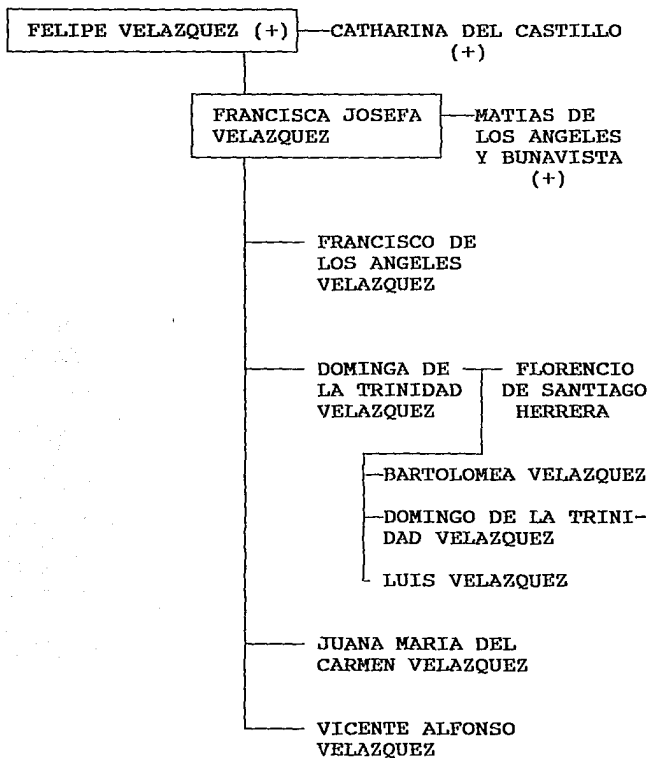 FELIPE VELAZQUEZ (+)
CATHARINA DEL CASTILLO
(+)
FRANCISCA JOSEFA
VELAZQUEZ
MATIAS DE
LOS ANGELES
Y BUNAVISTA
(+)
FRANCISCO DE
LOS ANGELES
VELAZQUEZ
DOMINGA DE
LA TRINIDAD
VELAZQUEZ
FLORENCIO
DE SANTIAGO
HERRERA
BARTOLOMEA VELAZQUEZ
DOMINGO DE LA TRINI-
DAD VELAZQUEZ
LUIS VELAZQUEZ
JUANA MARIA DEL
CARMEN VELAZQUEZ
VICENTE ALFONSO
VELAZQUEZ